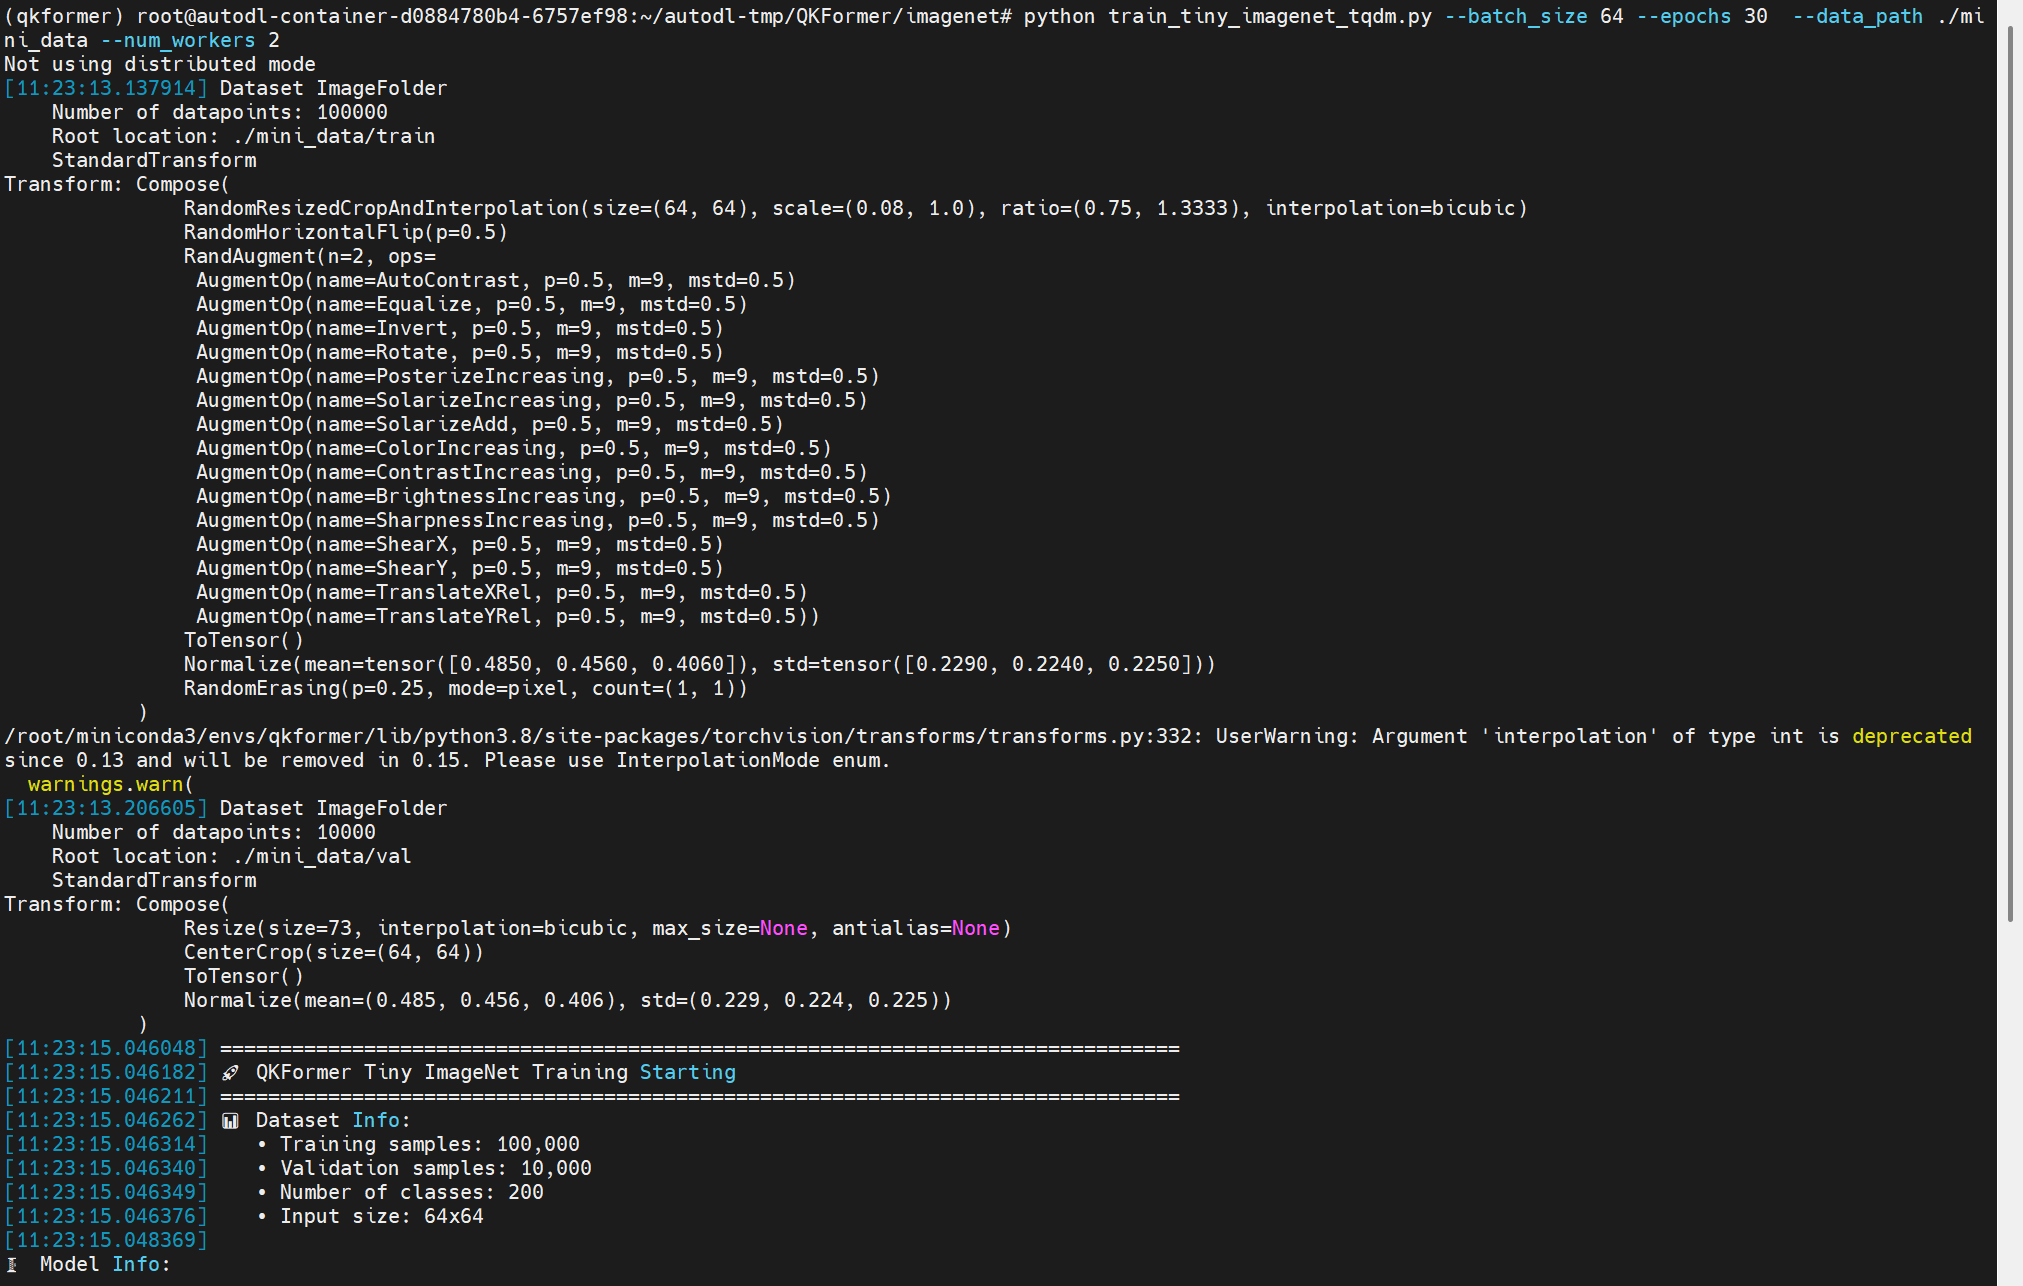 (qkformer) root@autodl-container-d0884780b4-6757ef98:~/autodl-tmp/QKFormer/imagenet# python train_tiny_imagenet_tqdm.py --batch_size 64 --epochs 30  --data_path ./mi
ni_data --num_workers 2
Not using distributed mode
[11:23:13.137914] Dataset ImageFolder
    Number of datapoints: 100000
    Root location: ./mini_data/train
    StandardTransform
Transform: Compose(
               RandomResizedCropAndInterpolation(size=(64, 64), scale=(0.08, 1.0), ratio=(0.75, 1.3333), interpolation=bicubic)
               RandomHorizontalFlip(p=0.5)
               RandAugment(n=2, ops=
                AugmentOp(name=AutoContrast, p=0.5, m=9, mstd=0.5)
                AugmentOp(name=Equalize, p=0.5, m=9, mstd=0.5)
                AugmentOp(name=Invert, p=0.5, m=9, mstd=0.5)
                AugmentOp(name=Rotate, p=0.5, m=9, mstd=0.5)
                AugmentOp(name=PosterizeIncreasing, p=0.5, m=9, mstd=0.5)
                AugmentOp(name=SolarizeIncreasing, p=0.5, m=9, mstd=0.5)
                AugmentOp(name=SolarizeAdd, p=0.5, m=9, mstd=0.5)
                AugmentOp(name=ColorIncreasing, p=0.5, m=9, mstd=0.5)
                AugmentOp(name=ContrastIncreasing, p=0.5, m=9, mstd=0.5)
                AugmentOp(name=BrightnessIncreasing, p=0.5, m=9, mstd=0.5)
                AugmentOp(name=SharpnessIncreasing, p=0.5, m=9, mstd=0.5)
                AugmentOp(name=ShearX, p=0.5, m=9, mstd=0.5)
                AugmentOp(name=ShearY, p=0.5, m=9, mstd=0.5)
                AugmentOp(name=TranslateXRel, p=0.5, m=9, mstd=0.5)
                AugmentOp(name=TranslateYRel, p=0.5, m=9, mstd=0.5))
               ToTensor()
               Normalize(mean=tensor([0.4850, 0.4560, 0.4060]), std=tensor([0.2290, 0.2240, 0.2250]))
               RandomErasing(p=0.25, mode=pixel, count=(1, 1))
           )
/root/miniconda3/envs/qkformer/lib/python3.8/site-packages/torchvision/transforms/transforms.py:332: UserWarning: Argument 'interpolation' of type int is deprecated
since 0.13 and will be removed in 0.15. Please use InterpolationMode enum.
  warnings.warn(
[11:23:13.206605] Dataset ImageFolder
    Number of datapoints: 10000
    Root location: ./mini_data/val
    StandardTransform
Transform: Compose(
               Resize(size=73, interpolation=bicubic, max_size=None, antialias=None)
               CenterCrop(size=(64, 64))
               ToTensor()
               Normalize(mean=(0.485, 0.456, 0.406), std=(0.229, 0.224, 0.225))
           )
[11:23:15.046048] ================================================================================
[11:23:15.046182] 🚀 QKFormer Tiny ImageNet Training Starting
[11:23:15.046211] ================================================================================
[11:23:15.046262] 📊 Dataset Info:
[11:23:15.046314]    • Training samples: 100,000
[11:23:15.046340]    • Validation samples: 10,000
[11:23:15.046349]    • Number of classes: 200
[11:23:15.046376]    • Input size: 64x64
[11:23:15.048369]
Model Info: